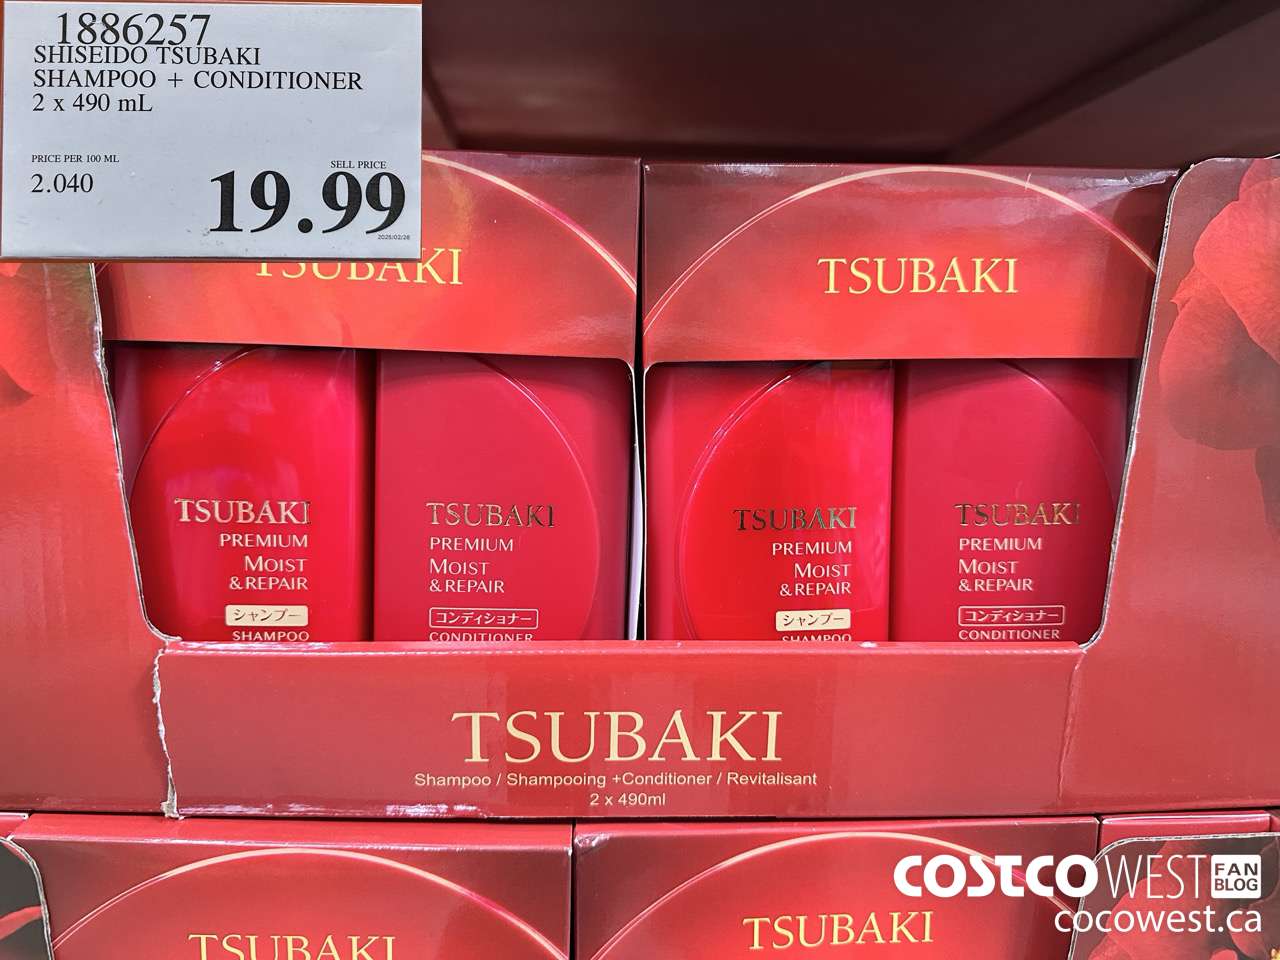 1886257
SHISEIDO TSUBAKI
SHAMPOO + CONDITIONER
2 x 490 mL
PRICE PER 100 ML
SELL PRICE
2.040
19.99
TSUBAKI
TSUBAKI
TSUBAKI
PREMIUM
MOIST
& REPAIR
シャンプー
SHAMPOO
TSUBAKI
PREMIUM
MOIST
& REPAIR
コンディショナー
CONDITIONER
TSUBAKI
PREMIUM
MOIST
& REPAIR
シャンプー
SHAMPOO
TSUBAKI
PREMIUM
MOIST
& REPAIR
コンディショナー
CONDITIONER
TSUBAKI
Shampoo / Shampooing +Conditioner / Revitalisant
2 x 490ml
TSUBAKI
TSUBAKI
COSTCO WEST FAN BLOG
cocowest.ca